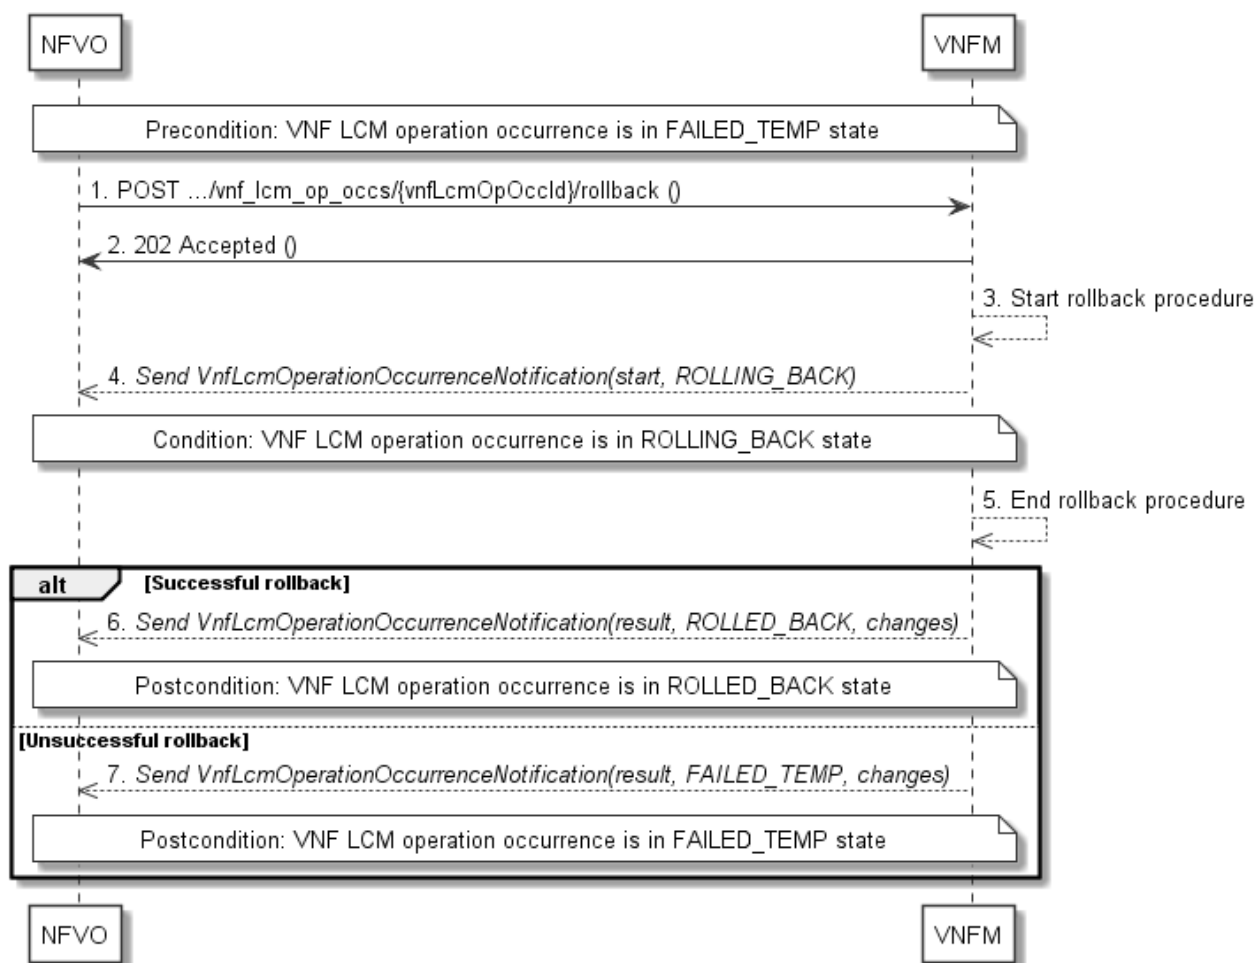 NFVO
VNFM
Precondition: VNF LCM operation occurrence is in FAILED_TEMP state
1. POST .../vnf_lcm_op_occs/{vnfLcmOpOccId}/rollback ()
2. 202 Accepted ()
3. Start rollback procedure
4. Send VnfLcmOperationOccurrenceNotification(start, ROLLING_BACK)
Condition: VNF LCM operation occurrence is in ROLLING_BACK state
5. End rollback procedure
alt
[Successful rollback]
6. Send VnfLcmOperationOccurrenceNotification(result, ROLLED_BACK, changes)
Postcondition: VNF LCM operation occurrence is in ROLLED_BACK state
[Unsuccessful rollback]
7. Send VnfLcmOperationOccurrenceNotification(result, FAILED_TEMP, changes)
Postcondition: VNF LCM operation occurrence is in FAILED_TEMP state
NFVO
VNFM